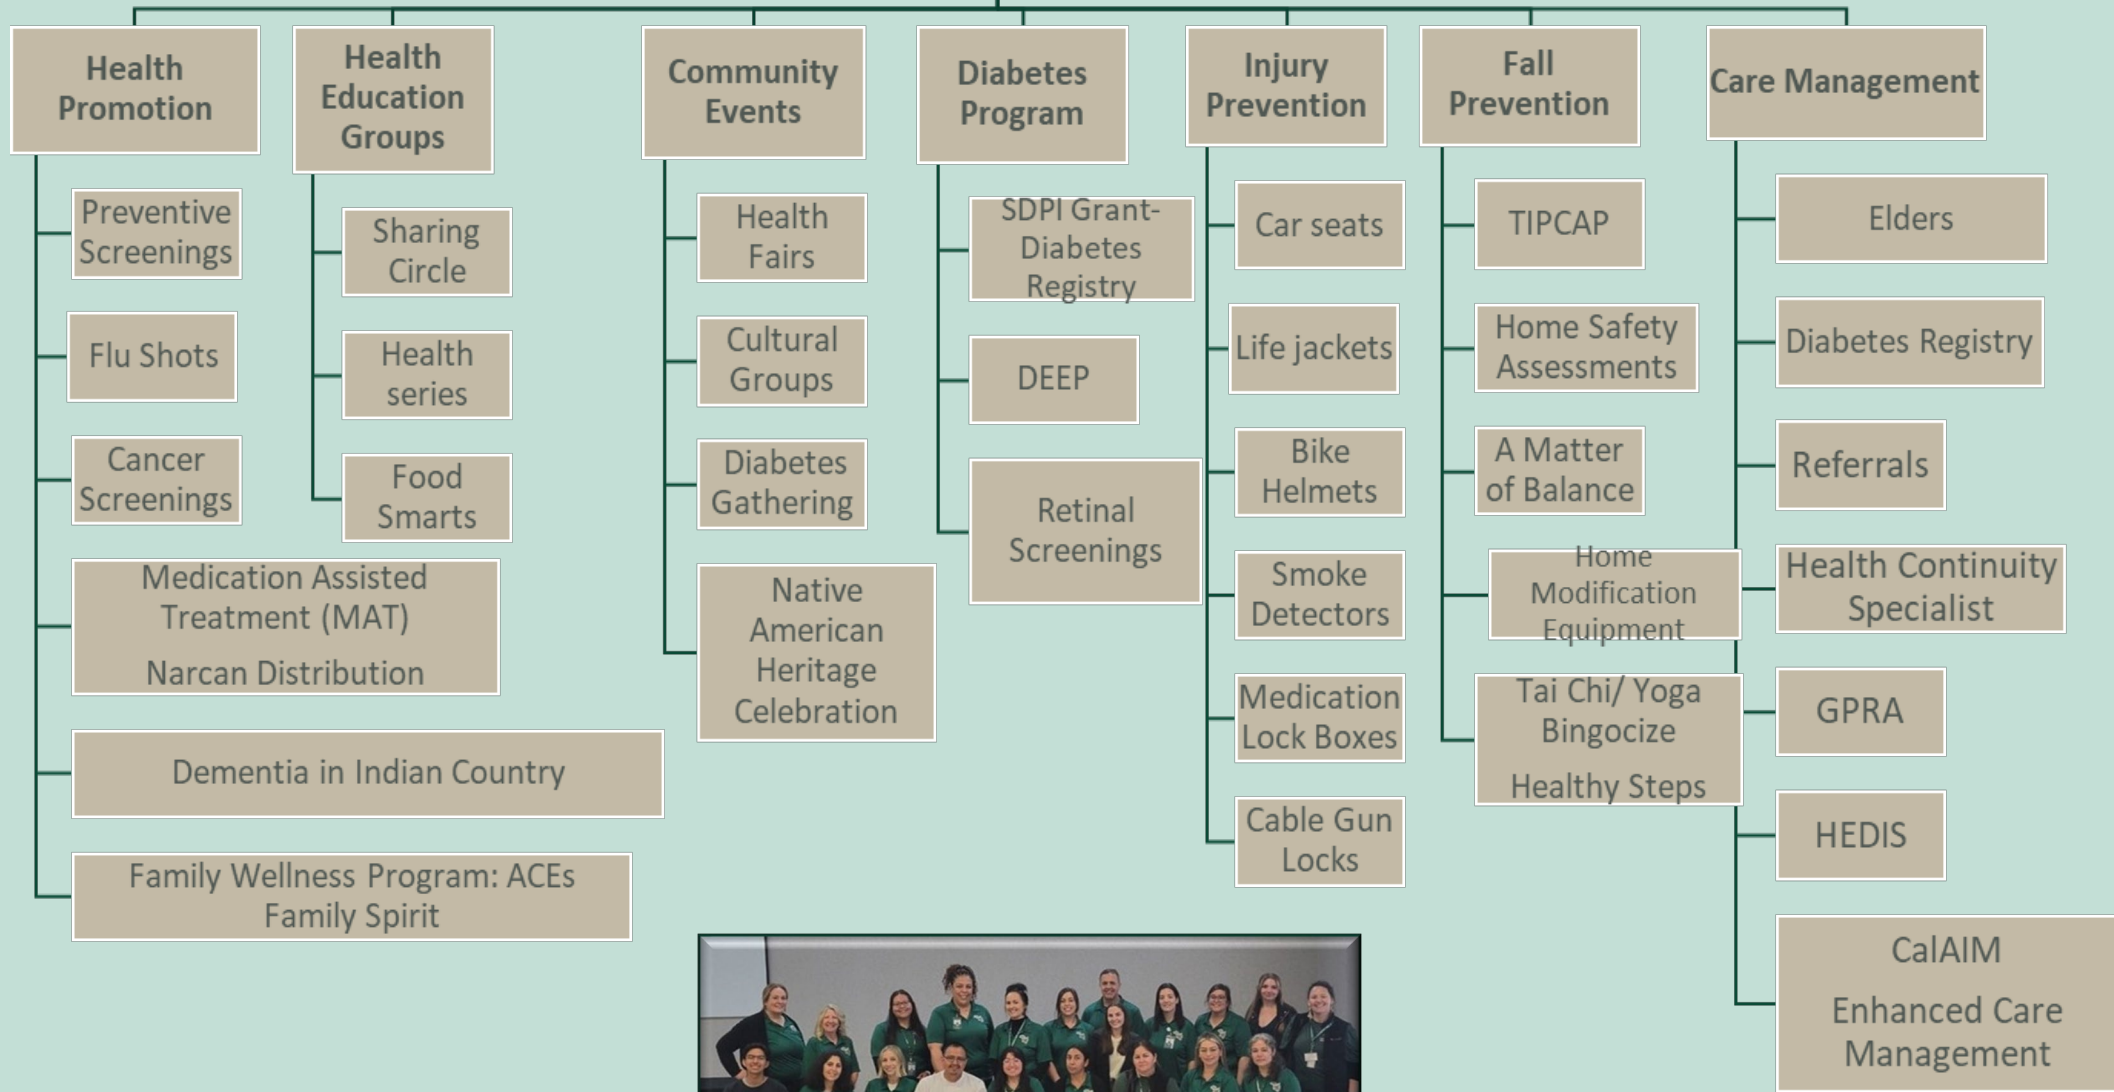 Health
Promotion
Preventive
Screenings
Flu Shots
Cancer
Screenings
Medication Assisted
Treatment (MAT)
Narcan Distribution
Dementia in Indian Country
Family Wellness Program: ACEs
Family Spirit
Health
Education
Groups
Sharing
Circle
Health
series
Food
Smarts
Community
Events
Health
Fairs
Cultural
Groups
Diabetes
Gathering
Native
American
Heritage
Celebration
Diabetes
Program
SDPI Grant-
Diabetes
Registry
DEEP
Retinal
Screenings
Injury
Prevention
Car seats
Life jackets
Bike
Helmets
Smoke
Detectors
Medication
Lock Boxes
Cable Gun
Locks
Fall
Prevention
TIPCAP
Home Safety
Assessments
A Matter
of Balance
Home
Modification
Equipment
Tai Chi/ Yoga
Bingocize
Healthy Steps
Care Management
Elders
Diabetes Registry
Referrals
Health Continuity
Specialist
GPRA
HEDIS
CalAIM
Enhanced Care
Management